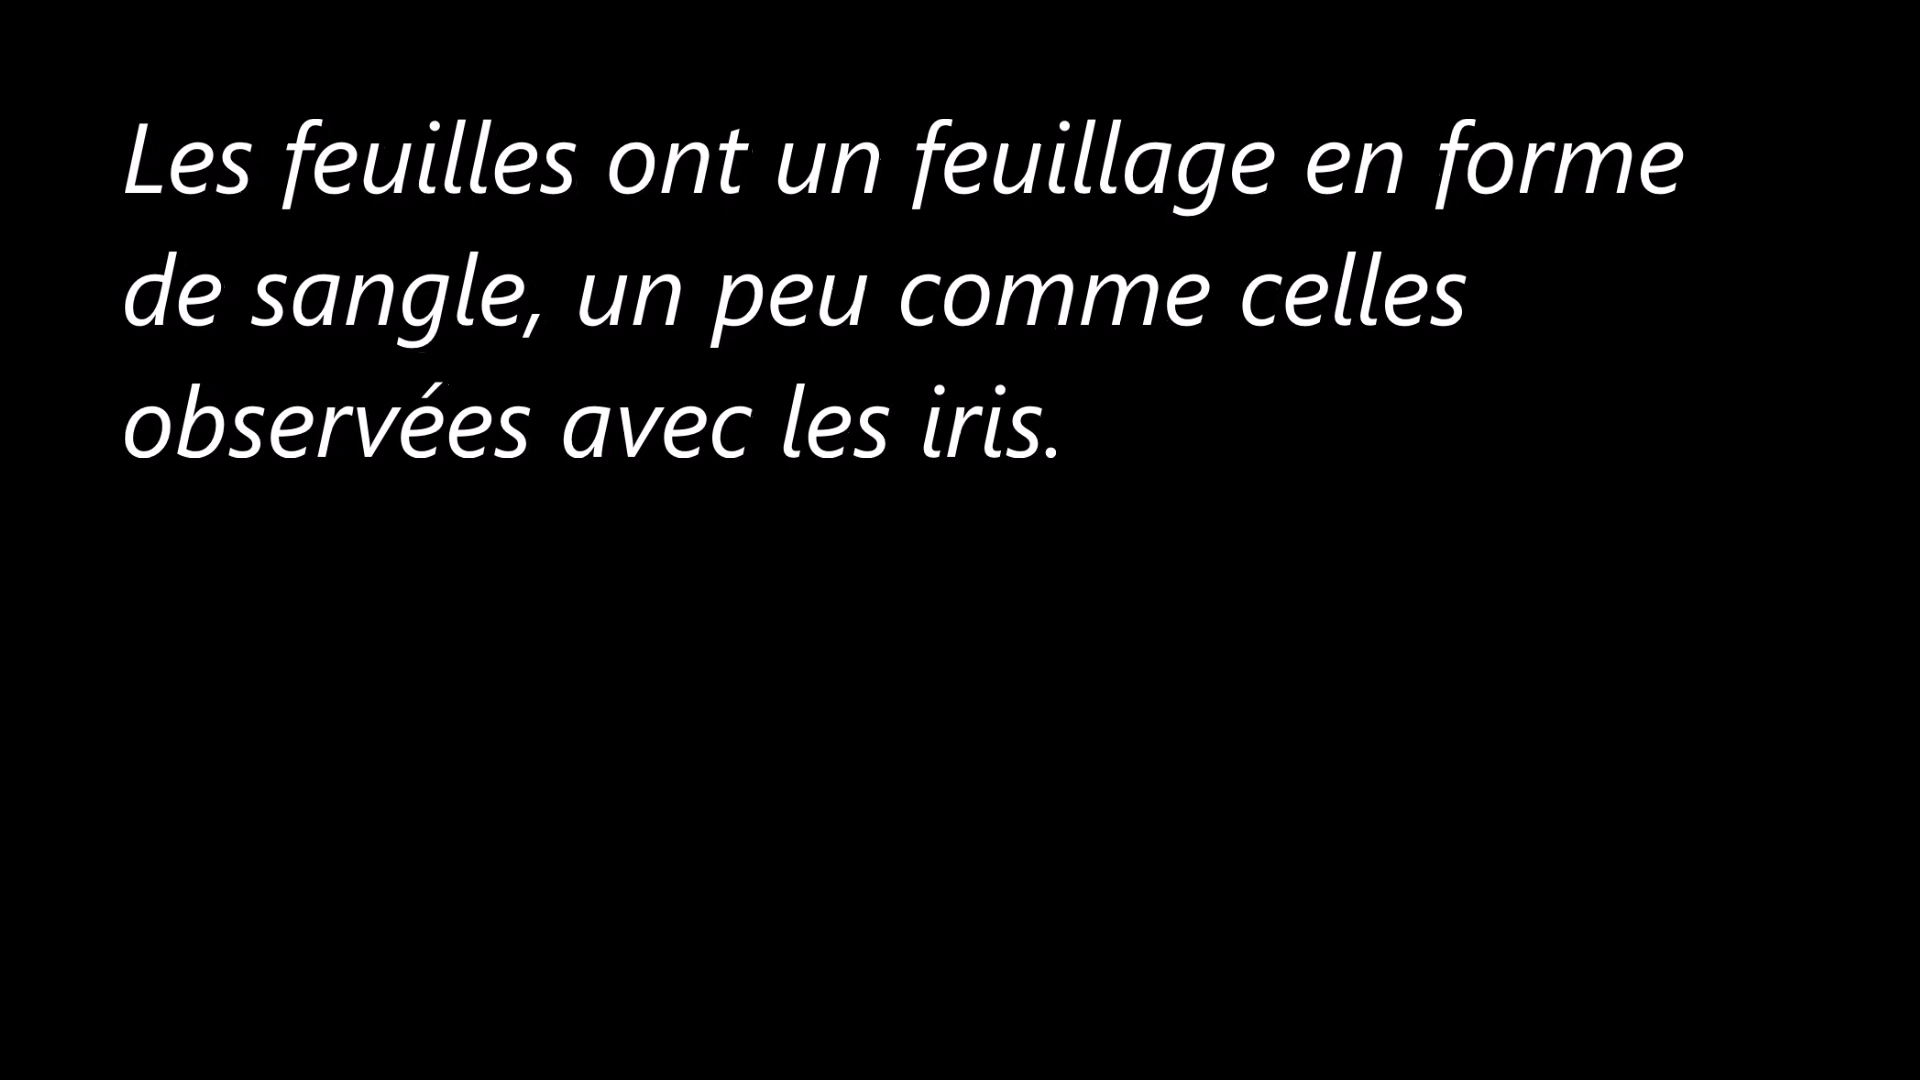 Les feuilles ont un feuillage en forme
de sangle, un peu comme celles
observées avec les iris.